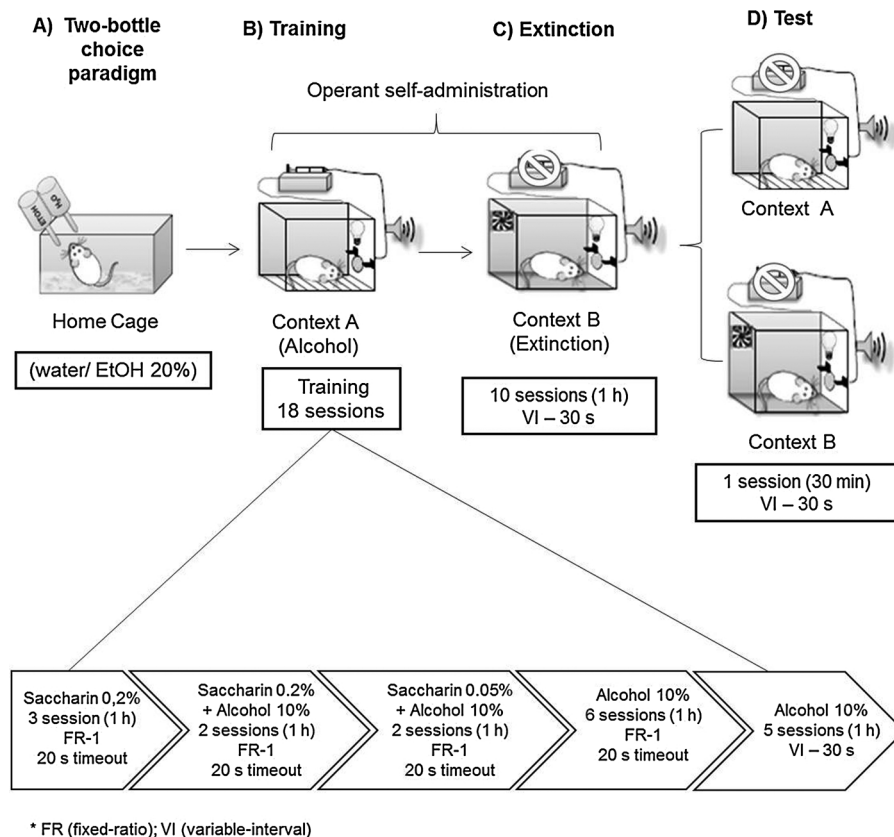 A) Two-bottle
choice
paradigm
ETOH
H₂O
Home Cage
(water/ EtOH 20%)
B) Training
C) Extinction
Operant self-administration
Context A
(Alcohol)
Training
18 sessions
Context B
(Extinction)
10 sessions (1 h)
VI – 30 s
D) Test
Context A
Context B
1 session (30 min)
VI – 30 s
Saccharin 0,2%
3 session (1 h)
FR-1
20 s timeout
Saccharin 0.2%
+ Alcohol 10%
2 sessions (1 h)
FR-1
20 s timeout
Saccharin 0.05%
+ Alcohol 10%
2 sessions (1 h)
FR-1
20 s timeout
Alcohol 10%
6 sessions (1 h)
FR-1
20 s timeout
Alcohol 10%
5 sessions (1 h)
VI – 30 s
* FR (fixed-ratio); VI (variable-interval)